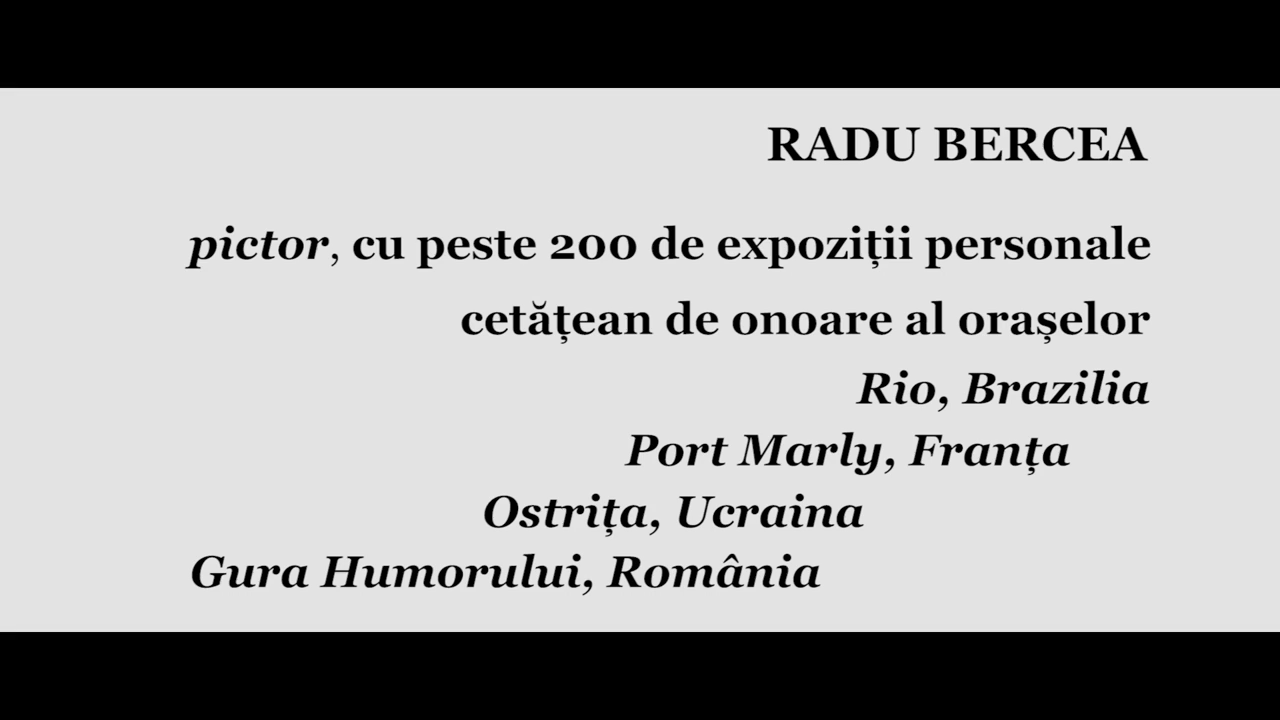 RADU BERCEA
pictor, cu peste 200 de expoziții personale
cetățean de onoare al orașelor
Rio, Brazilia
Port Marly, Franța
Ostrița, Ucraina
Gura Humorului, România